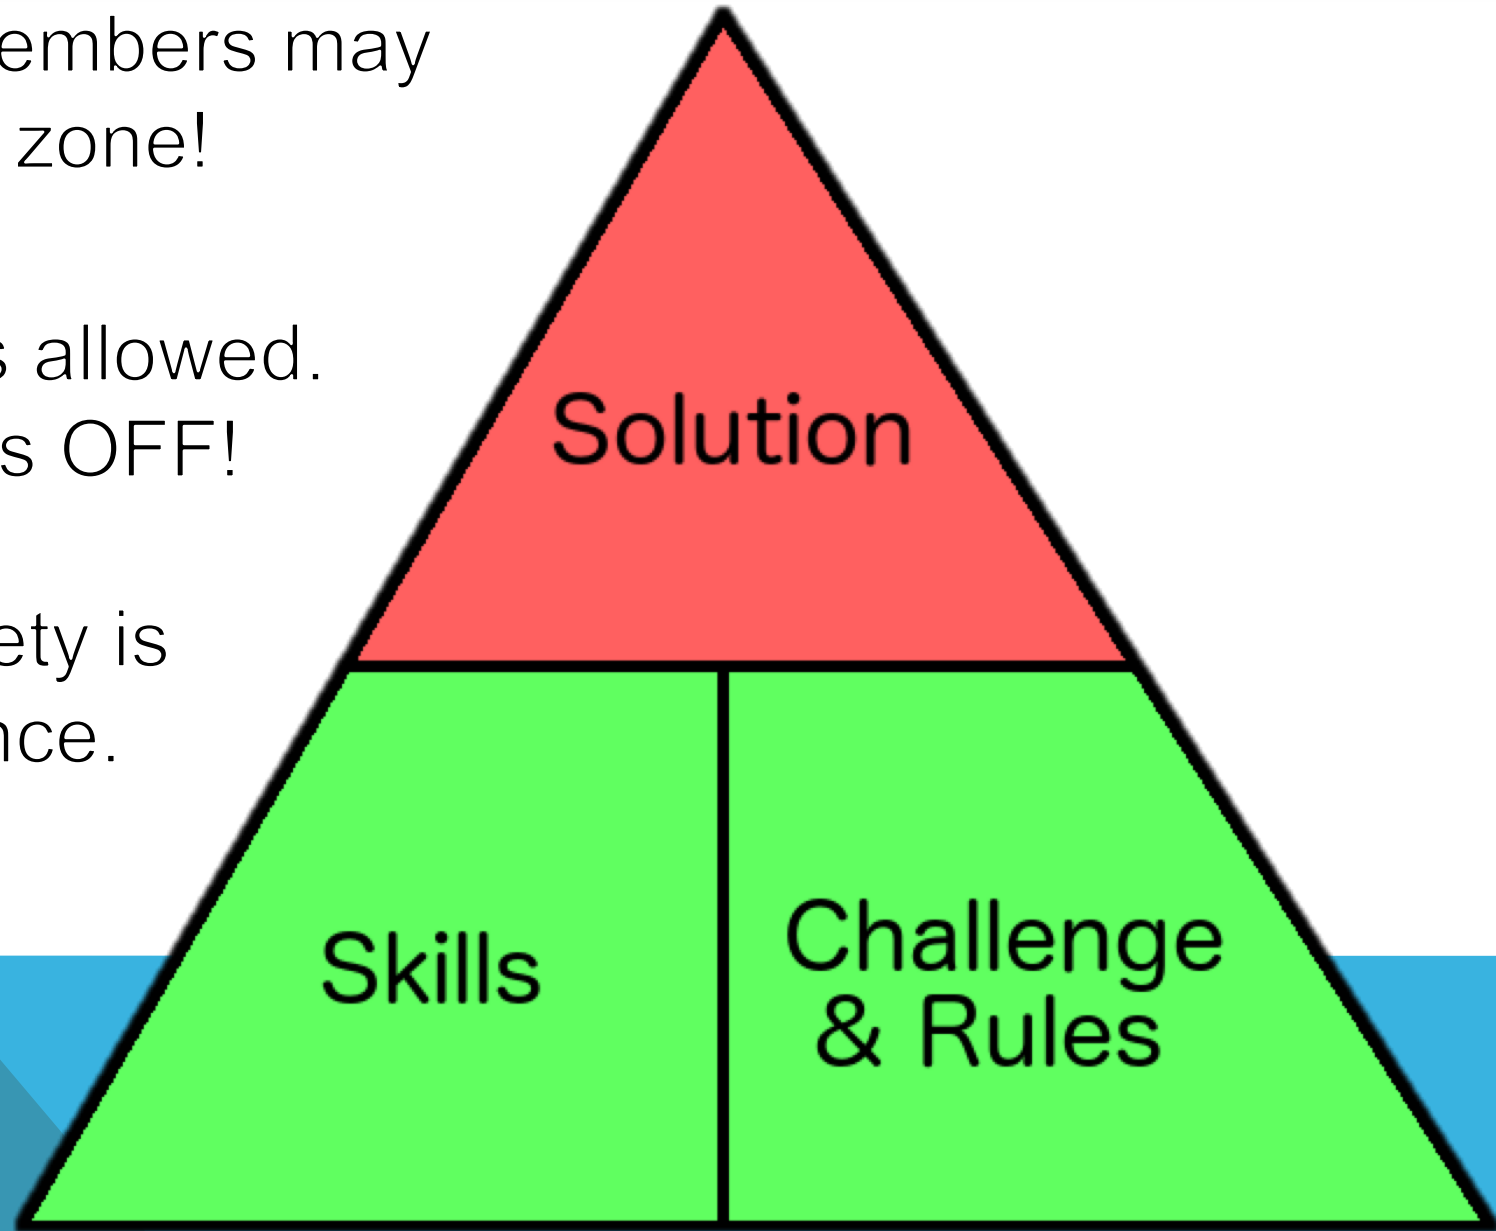 embers may
zone!
s allowed.
s OFF!
ety is
nce.
Solution
Skills
Challenge
& Rules